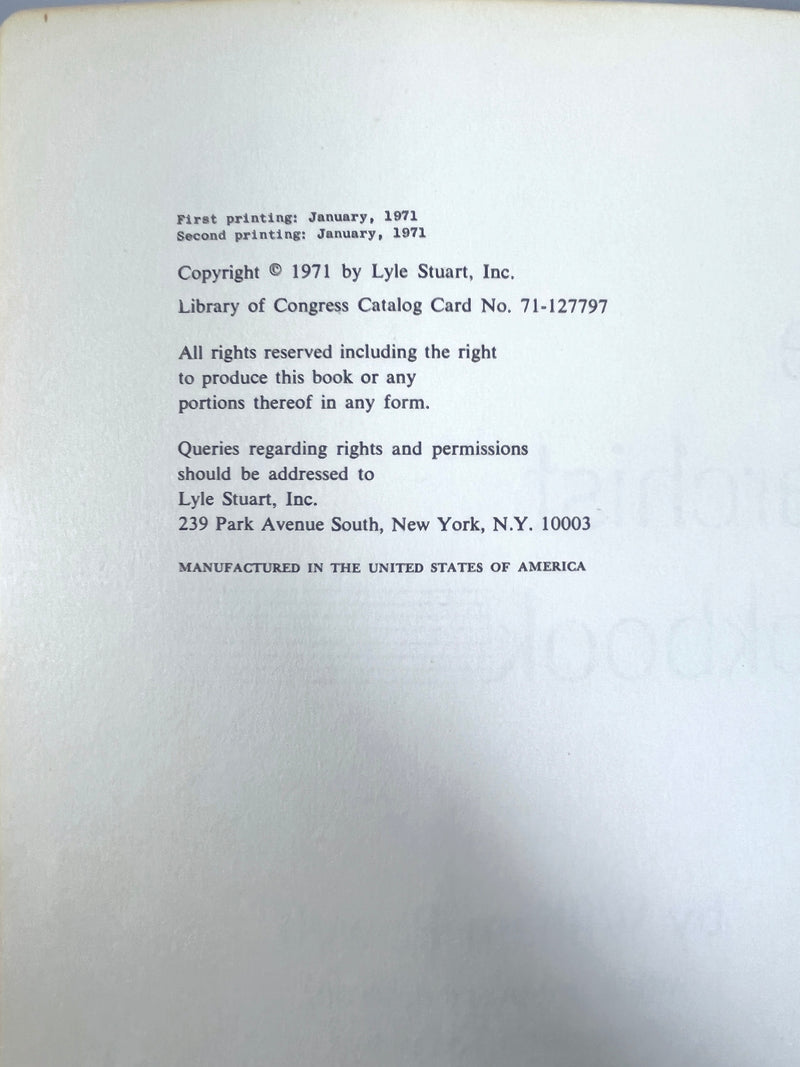 First printing: January, 1971
Second printing: January, 1971
Copyright © 1971 by Lyle Stuart, Inc.
Library of Congress Catalog Card No. 71-127797
All rights reserved including the right
to produce this book or any
portions thereof in any form.
Queries regarding rights and permissions
should be addressed to
Lyle Stuart, Inc.
239 Park Avenue South, New York, N.Y. 10003
MANUFACTURED IN THE UNITED STATES OF AMERICA